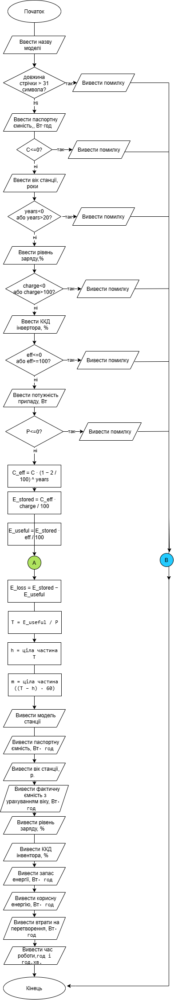 Початок
Ввести назву
моделі
довжина
стрічки > 31
символа?
так
Вивести помилку
Ні
Ввести паспортну
ємність,, Вт·год
C<=0?
так
Вивести помилку
ні
Ввести вік станції,
роки
years<0
або years>20?
так
Вивести помилку
ні
Ввести рівень
заряду,%
charge<0
або charge>100?
так
Вивести помилку
ні
Ввести ККД
інвертора, %
eff<=0
або eff>=100?
так
Вивести помилку
ні
Ввести потужність
приладу, Вт
P<=0?
так
Вивести помилку
ні
C_eff = C · (1 − 2 /
100) ^ years
E_stored = C_eff ·
charge / 100
E_useful = E_stored ·
eff / 100
A
B
E_loss = E_stored −
E_useful
T = E_useful / P
h = ціла частина
T
m = ціла частина
((T − h) · 60)
Вивести модель
станції
Вивести паспортну
ємність, Вт· год
Вивести вік станції,
р.
Вивести фактичну
ємність з
урахуванням віку, Вт·
год
Вивести рівень
заряду, %
Вивести ККД
інвентора, %
Вивести запас
енергії, Вт· год
Вивести корисну
енергію, Вт· год
Вивести втрати на
перетворення, Вт·
год
Вивести час
роботи,год і
год.хв.
Кінець